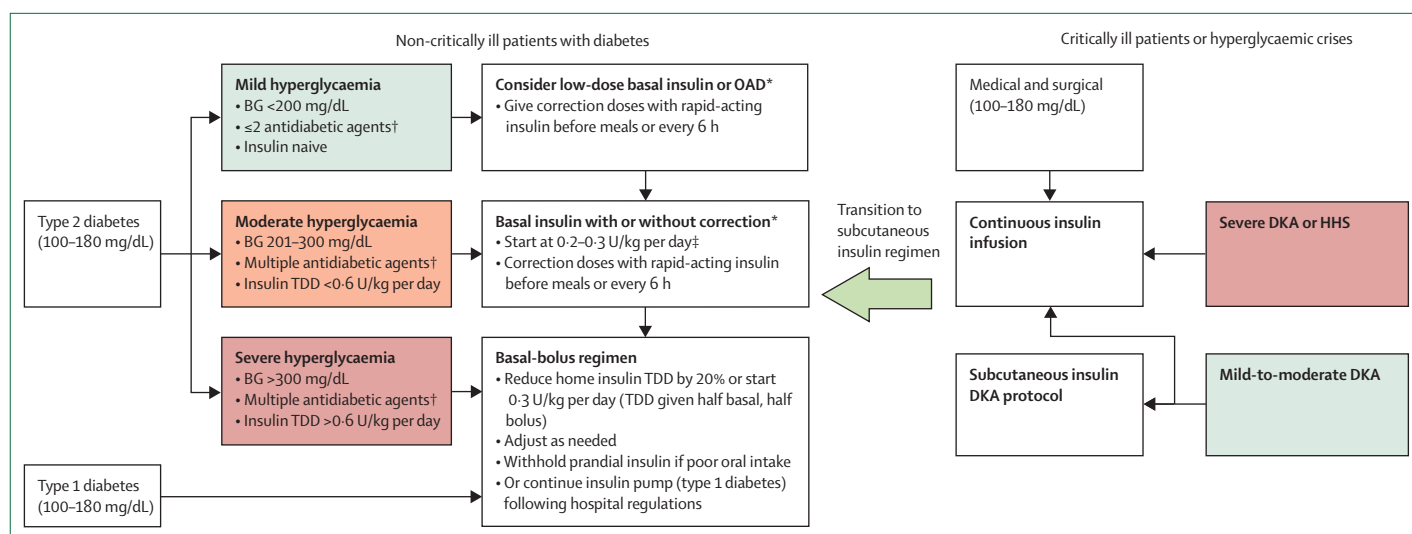 Non-critically ill patients with diabetes
Critically ill patients or hyperglycaemic crises
Type 2 diabetes
(100–180 mg/dL)
Mild hyperglycaemia
• BG <200 mg/dL
• ≤2 antidiabetic agents†
• Insulin naive
Consider low-dose basal insulin or OAD*
• Give correction doses with rapid-acting
insulin before meals or every 6 h
Moderate hyperglycaemia
• BG 201–300 mg/dL
• Multiple antidiabetic agents†
• Insulin TDD <0·6 U/kg per day
Basal insulin with or without correction*
• Start at 0·2–0·3 U/kg per day‡
• Correction doses with rapid-acting insulin
before meals or every 6 h
Severe hyperglycaemia
• BG >300 mg/dL
• Multiple antidiabetic agents†
• Insulin TDD >0·6 U/kg per day
Basal-bolus regimen
• Reduce home insulin TDD by 20% or start
0·3 U/kg per day (TDD given half basal, half
bolus)
• Adjust as needed
• Withhold prandial insulin if poor oral intake
• Or continue insulin pump (type 1 diabetes)
following hospital regulations
Type 1 diabetes
(100–180 mg/dL)
Transition to
subcutaneous
insulin regimen
Medical and surgical
(100–180 mg/dL)
Continuous insulin
infusion
Severe DKA or HHS
Subcutaneous insulin
DKA protocol
Mild-to-moderate DKA